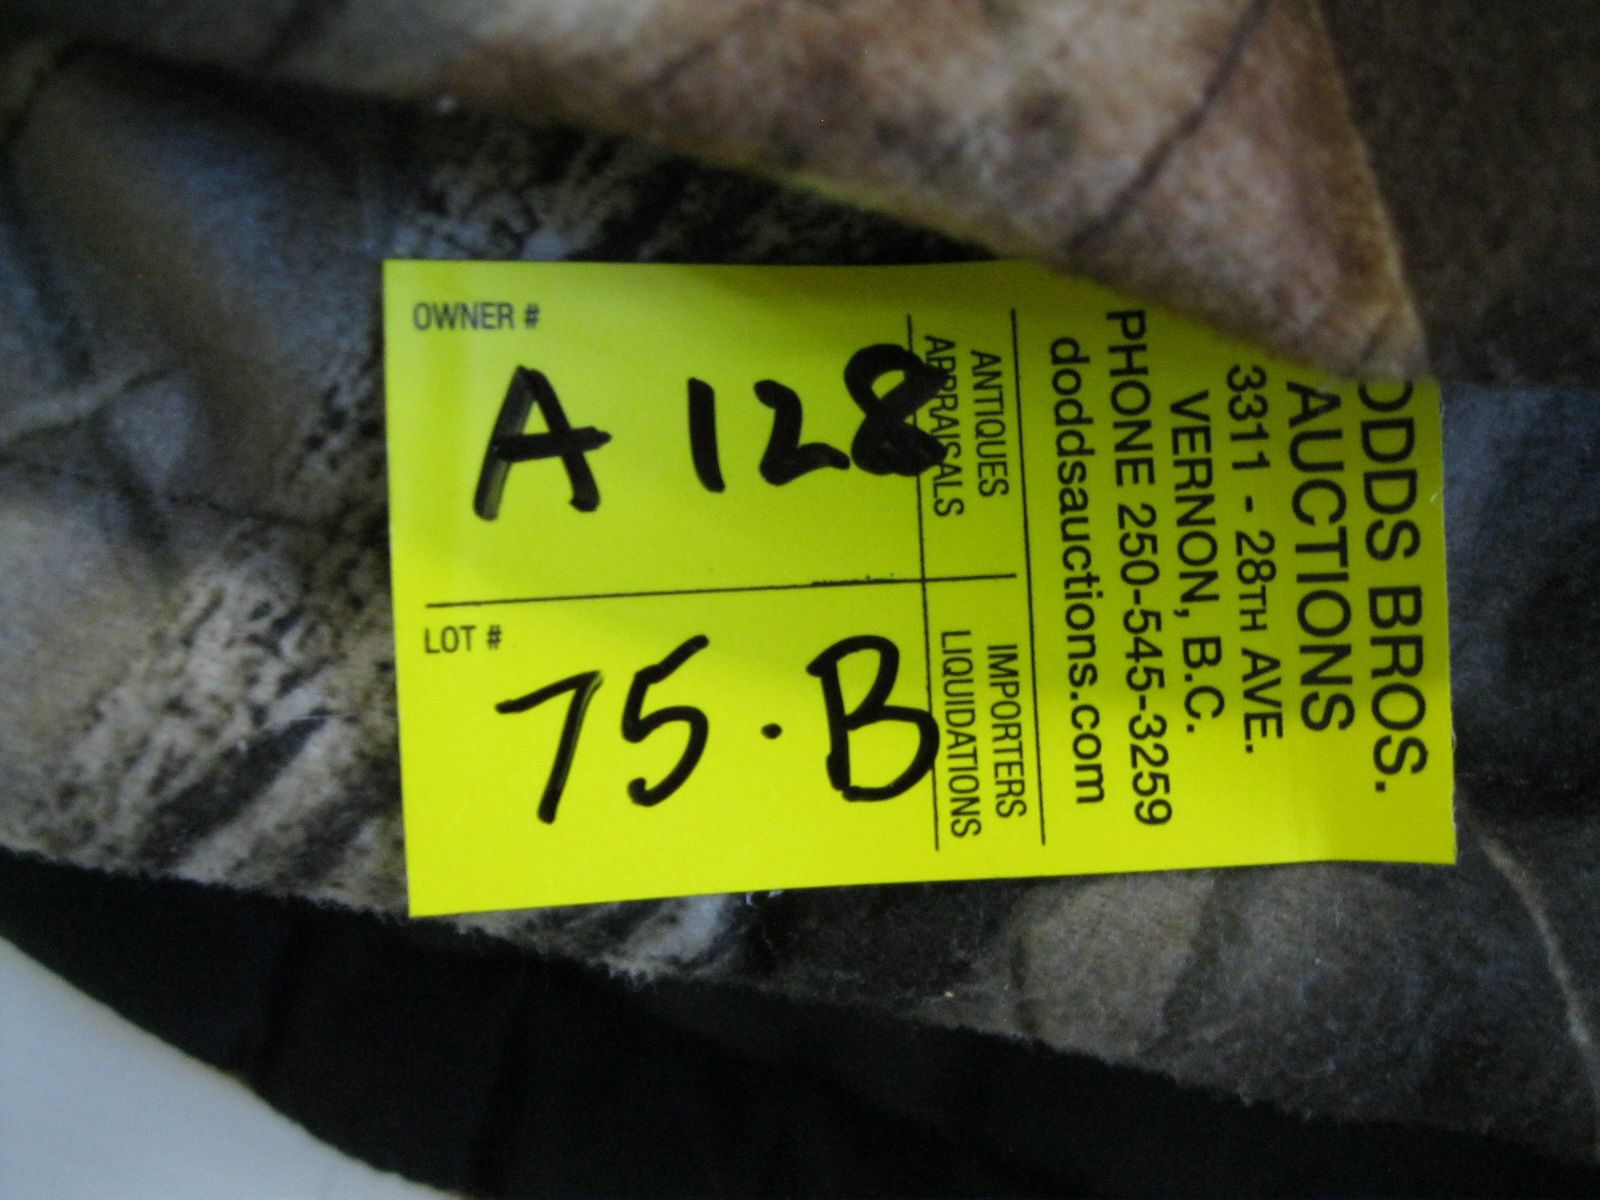 OWNER #
A 128
LOT #
75.B
ODDS BROS.
AUCTIONS
3311 - 28TH AVE.
VERNON, B.C.
PHONE 250-545-3259
doddsauctions.com
ANTIQUES
APPRAISALS
IMPORTERS
LIQUIDATIONS